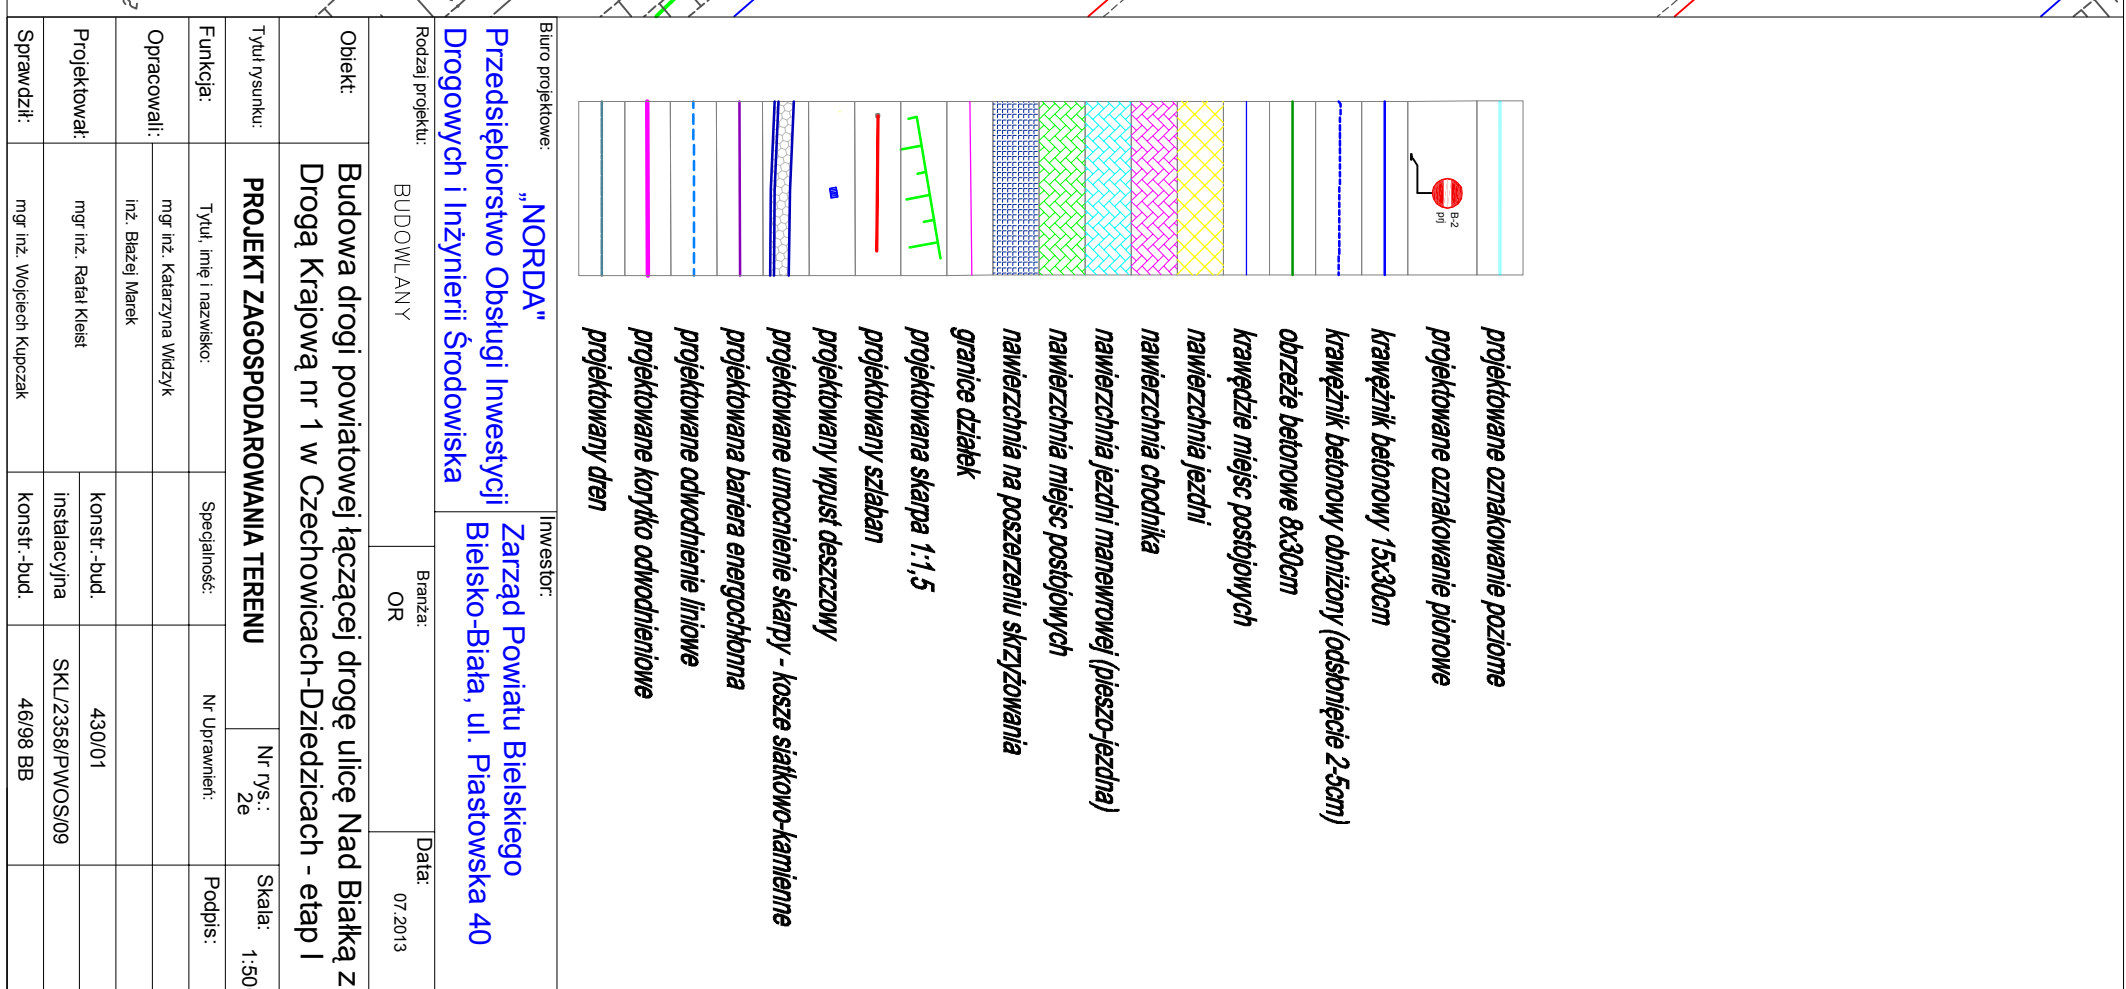 projektowane oznakowanie poziome
B-2
prj
projektowane oznakowanie pionowe
krawężnik betonowy 15x30cm
krawężnik betonowy obniżony (odsłonięcie 2-5cm)
obrzeże betonowe 8x30cm
krawędzie miejsc postojowych
nawierzchnia jezdni
nawierzchnia chodnika
nawierzchnia jezdni manewrowej (pieszo-jezdna)
nawierzchnia miejsc postojowych
nawierzchnia na poszerzeniu skrzyżowania
granice działek
projektowana skarpa 1:1,5
projektowany szlaban
projektowany wpust deszczowy
projektowane umocnienie skarpy - kosze siatkowo-kamienne
projektowana bariera energochłonna
projektowane odwodnienie liniowe
projektowane korytko odwodnieniowe
projektowany dren
Biuro projektowe:
„NORDA"
Przedsiębiorstwo Obsługi Inwestycji
Drogowych i Inżynierii Środowiska
Inwestor:
Zarząd Powiatu Bielskiego
Bielsko-Biała, ul. Piastowska 40
Rodzaj projektu:
BUDOWLANY
Branża:
OR
Data:
07.2013
Obiekt:
Budowa drogi powiatowej łączącej drogę ulicę Nad Białką z
Drogą Krajową nr 1 w Czechowicach-Dziedzicach - etap I
Tytuł rysunku:
PROJEKT ZAGOSPODAROWANIA TERENU
Nr rys.:
2e
Skala:
1:50
Funkcja:
Tytuł, imię i nazwisko:
Specjalność:
Nr Uprawnień:
Podpis:
Opracowali:
mgr inż. Katarzyna Widzyk
inż. Błażej Marek
Projektował:
mgr inż. Rafał Kleist
konstr.-bud.
430/01
instalacyjna
SKL/2358/PWOS/09
Sprawdził:
mgr inż. Wojciech Kupczak
konstr.-bud.
46/98 BB